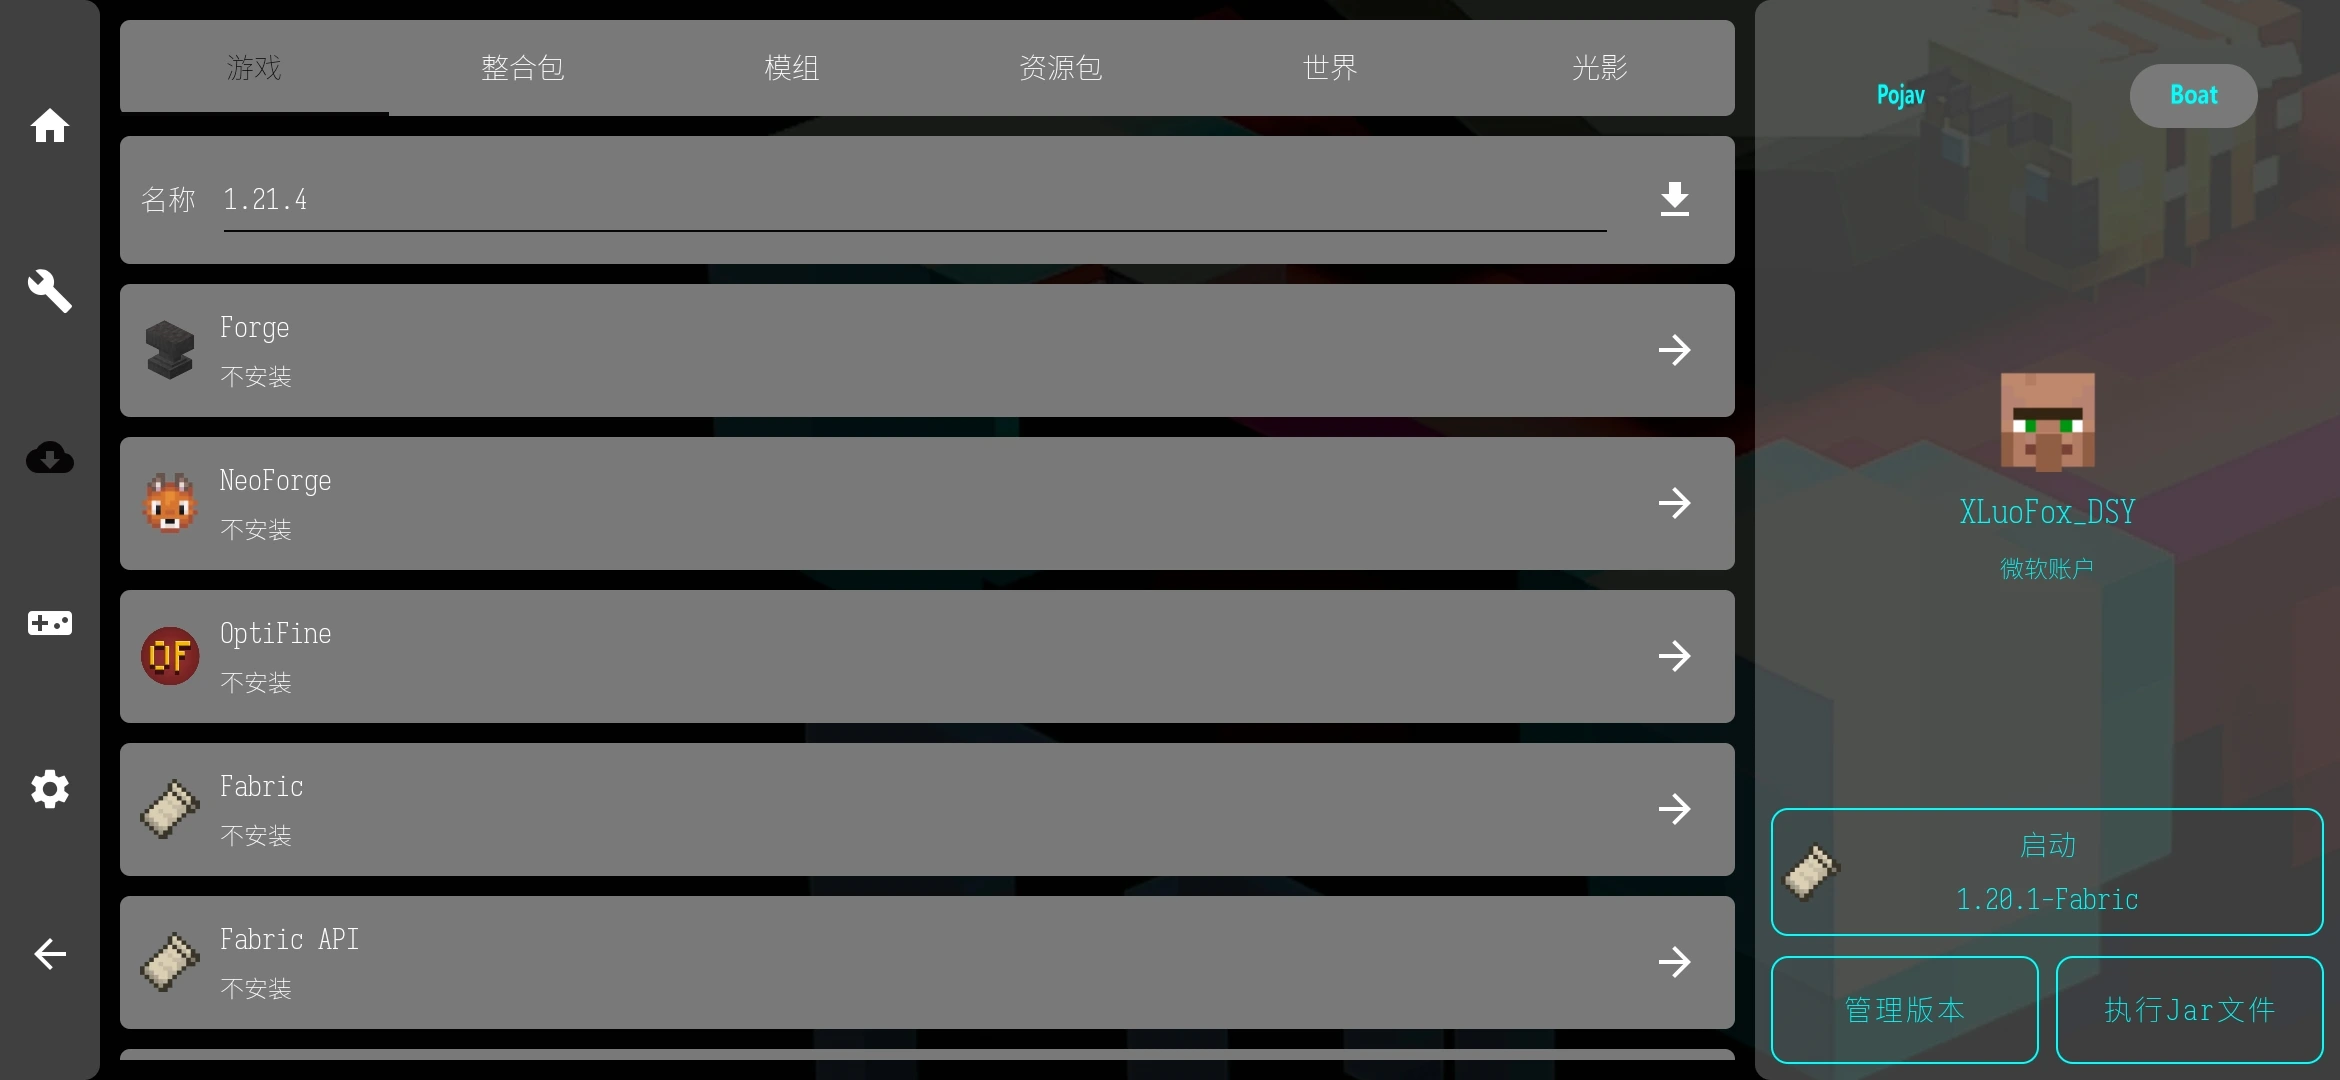 游戏
整合包
模组
资源包
世界
光影
名称 1.21.4
Forge
不安装
NeoForge
不安装
OF
OptiFine
不安装
Fabric
不安装
Fabric API
不安装
Pojav
Boat
XLuoFox_DSY
微软账户
启动
1.20.1-Fabric
管理版本
执行Jar文件